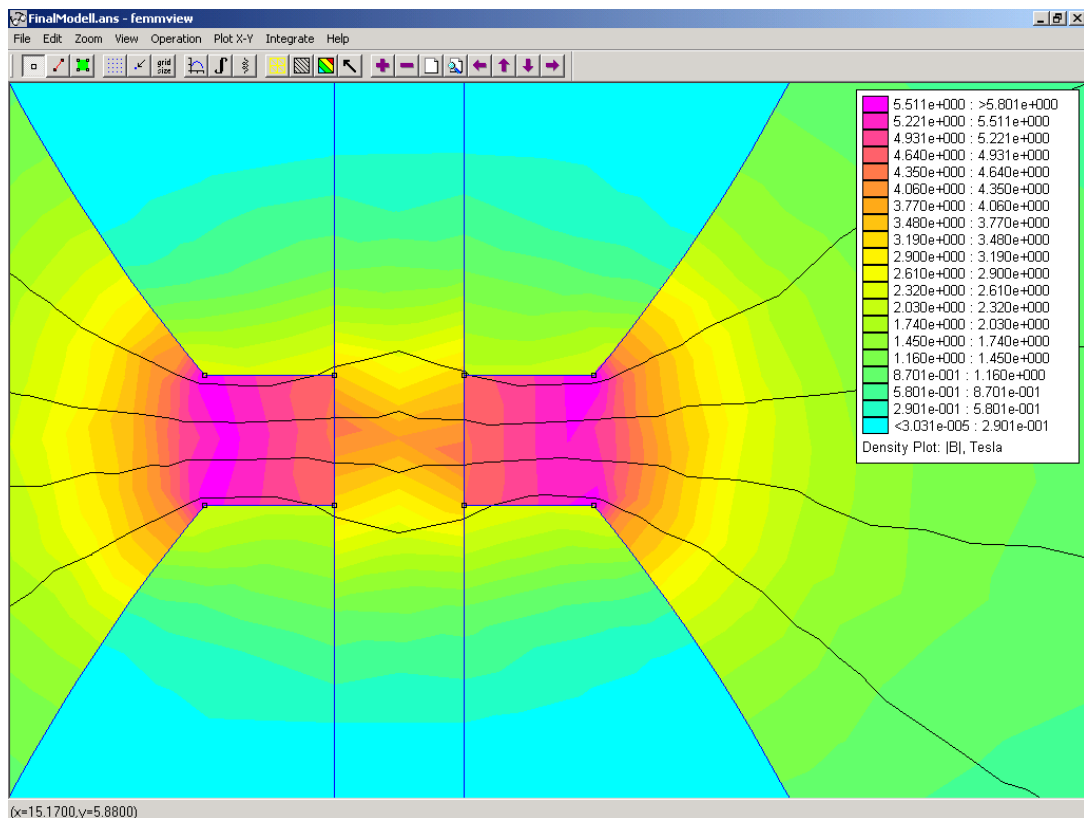 FinalModell.ans - femmview
File Edit Zoom View Operation Plot X-Y Integrate Help
grid
size
5.511e+000 : >5.801e+000
5.221e+000 : 5.511e+000
4.931e+000 : 5.221e+000
4.640e+000 : 4.931e+000
4.350e+000 : 4.640e+000
4.060e+000 : 4.350e+000
3.770e+000 : 4.060e+000
3.480e+000 : 3.770e+000
3.190e+000 : 3.480e+000
2.900e+000 : 3.190e+000
2.610e+000 : 2.900e+000
2.320e+000 : 2.610e+000
2.030e+000 : 2.320e+000
1.740e+000 : 2.030e+000
1.450e+000 : 1.740e+000
1.160e+000 : 1.450e+000
8.701e-001 : 1.160e+000
5.801e-001 : 8.701e-001
2.901e-001 : 5.801e-001
<3.031e-005 : 2.901e-001
Density Plot: |B|, Tesla
(x=15.1700,y=5.8800)